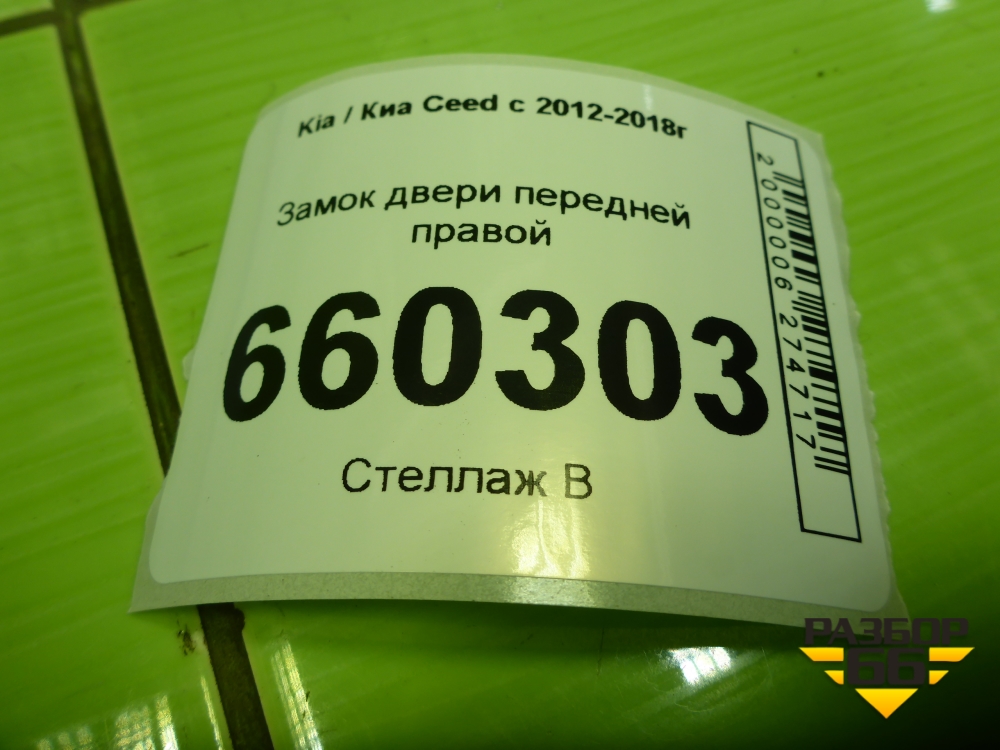 Kia / Киа Ceed с 2012-2018г
Замок двери передней
правой
660303
Стеллаж В
2000006274717
РАЗБОР
66